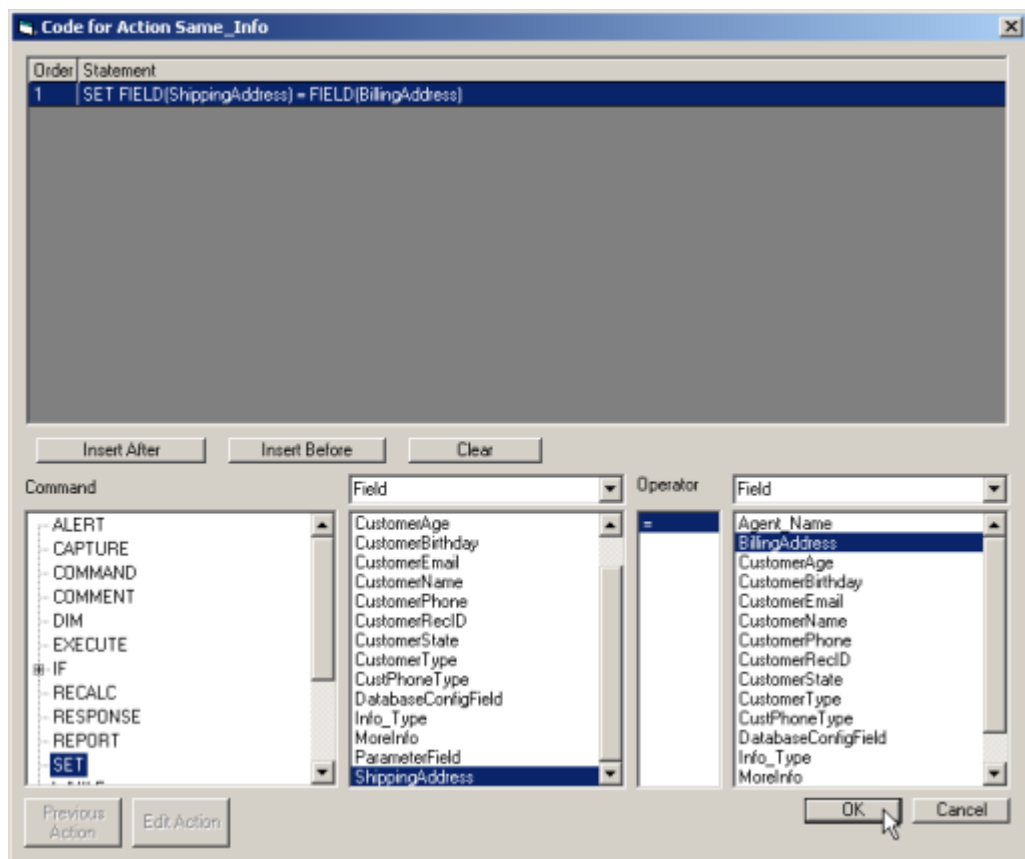 Code for Action Same_Info
Order Statement
1 SET FIELD(ShippingAddress) = FIELD(BillingAddress)
Insert After Insert Before Clear
Command Field Operator Field
ALERT
CAPTURE
COMMAND
COMMENT
DIM
EXECUTE
IF
RECALC
RESPONSE
REPORT
SET
CustomerAge
CustomerBirthday
CustomerEmail
CustomerName
CustomerPhone
CustomerRecID
CustomerState
CustomerType
CustPhoneType
DatabaseConfigField
Info_Type
MoreInfo
ParameterField
ShippingAddress
=
Agent_Name
BillingAddress
CustomerAge
CustomerBirthday
CustomerEmail
CustomerName
CustomerPhone
CustomerRecID
CustomerState
CustomerType
CustPhoneType
DatabaseConfigField
Info_Type
MoreInfo
Previous
Action
Edit Action
OK Cancel